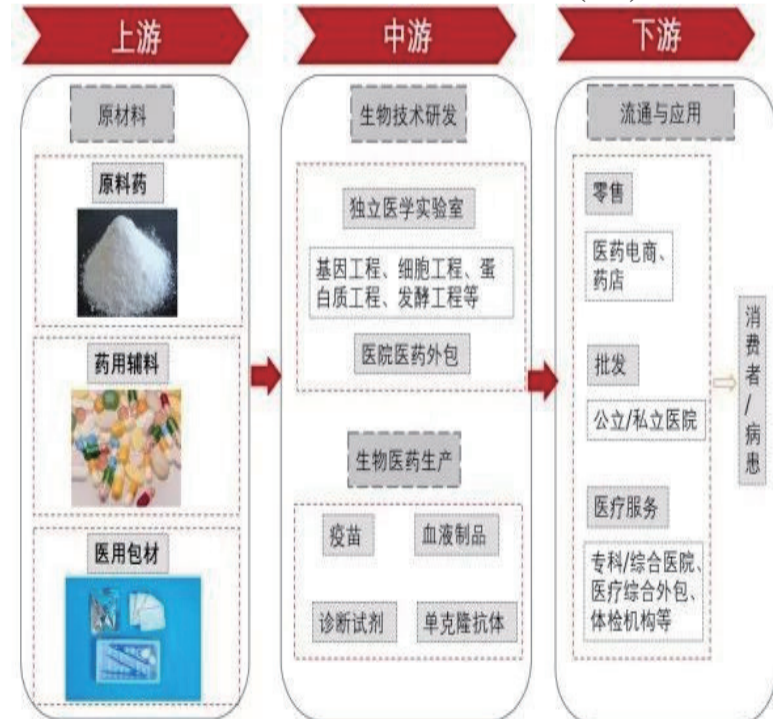 上游
原材料
原料药
药用辅料
医用包材
中游
生物技术研发
独立医学实验室
基因工程、细胞工程、蛋
白质工程、发酵工程等
医院医药外包
生物医药生产
疫苗
血液制品
诊断试剂
单克隆抗体
下游
流通与应用
零售
医药电商、
药店
批发
公立/私立医院
医疗服务
专科/综合医院、
医疗综合外包、
体检机构等
消费者/病患